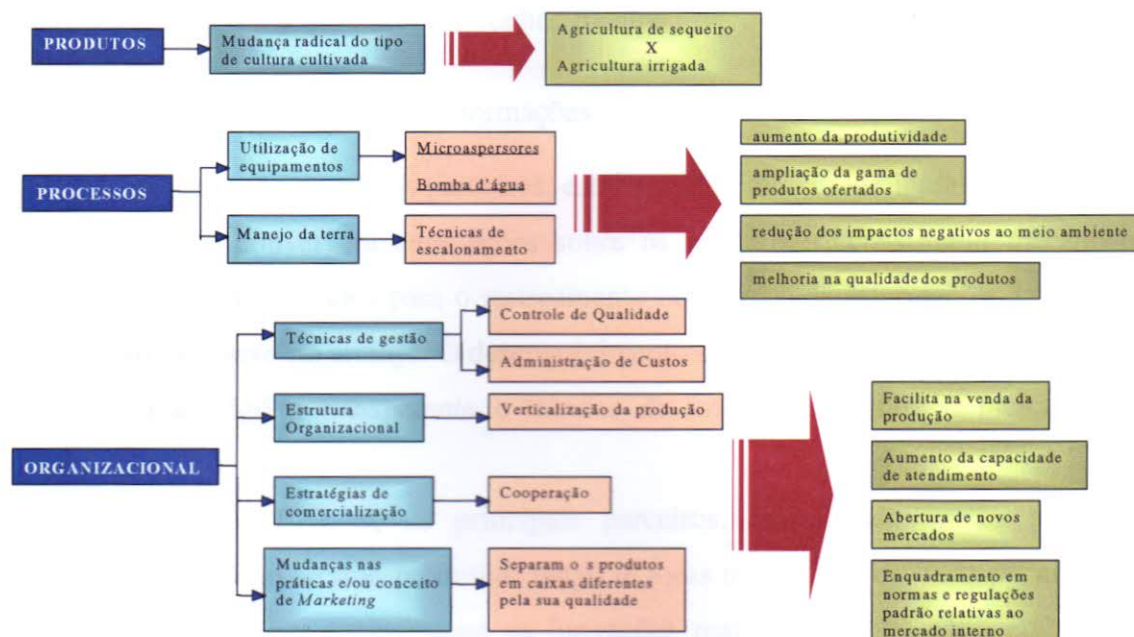 PRODUTOS
Mudança radical do tipo
de cultura cultivada
Agricultura de sequeiro
X
Agricultura irrigada
PROCESSOS
Utilização de
equipamentos
Microaspersores
Bomba d'água
Manejo da terra
Técnicas de
escalonamento
aumento da produtividade
ampliação da gama de
produtos ofertados
redução dos impactos negativos ao meio ambiente
melhoria na qualidade dos produtos
ORGANIZACIONAL
Técnicas de gestão
Controle de Qualidade
Administração de Custos
Estrutura
Organizacional
Verticalização da produção
Estratégias de
comercialização
Cooperação
Mudanças nas
práticas e/ou conceito
de Marketing
Separam o s produtos
em caixas diferentes
pela sua qualidade
Facilita na venda da
produção
Aumento da capacidade
de atendimento
Abertura de novos
mercados
Enquadramento em
normas e regulações
padrão relativas ao
mercado interno